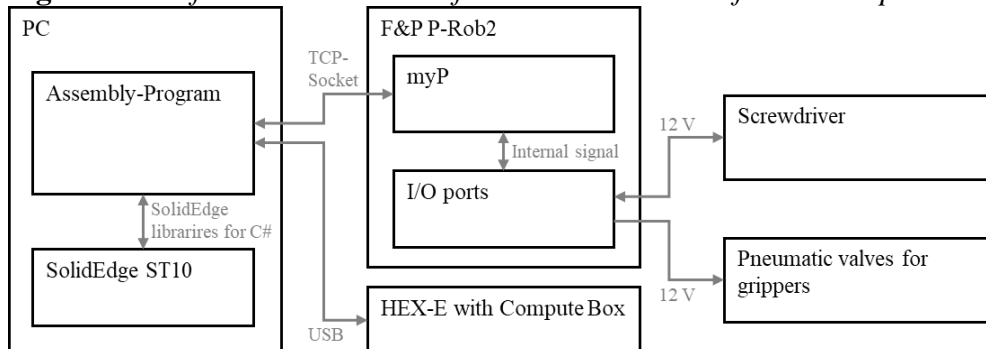 PC
F&P P-Rob2
Assembly-Program
TCP-
Socket
myP
12 V
Screwdriver
Internal signal
I/O ports
SolidEdge
librarires for C#
SolidEdge ST10
Pneumatic valves for
grippers
12 V
HEX-E with Compute Box
USB